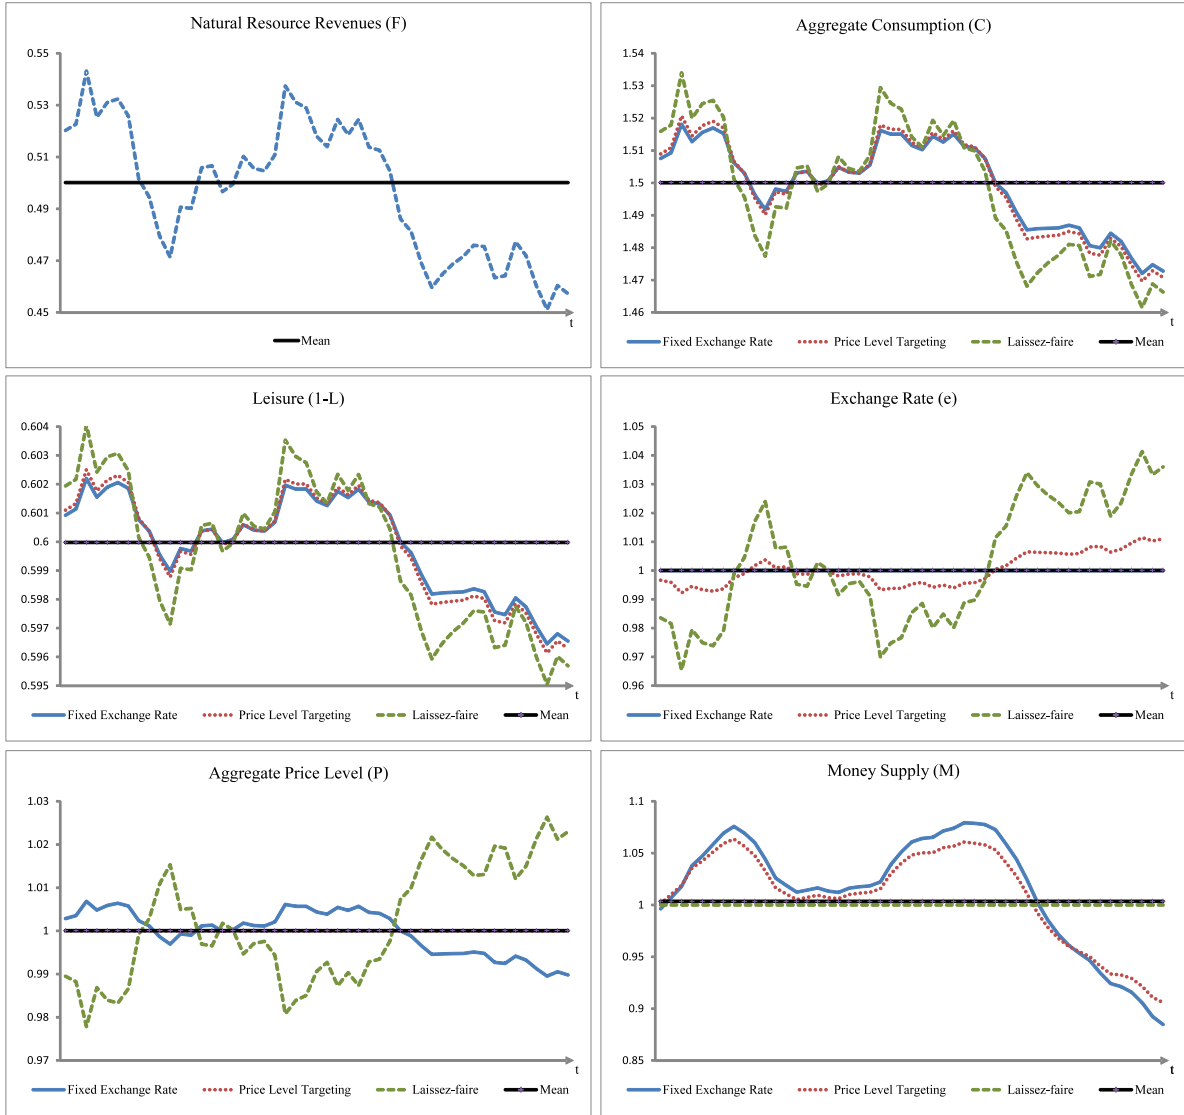 Natural Resource Revenues (F)
0.55
0.53
0.51
0.49
0.47
0.45
t
Mean
Aggregate Consumption (C)
1.54
1.53
1.52
1.51
1.5
1.49
1.48
1.47
1.46
t
Fixed Exchange Rate Price Level Targeting Laissez-faire Mean
Leisure (1-L)
0.604
0.603
0.602
0.601
0.6
0.599
0.598
0.597
0.596
0.595
t
Fixed Exchange Rate Price Level Targeting Laissez-faire Mean
Exchange Rate (e)
1.05
1.04
1.03
1.02
1.01
1
0.99
0.98
0.97
0.96
t
Fixed Exchange Rate Price Level Targeting Laissez-faire Mean
Aggregate Price Level (P)
1.03
1.02
1.01
1
0.99
0.98
0.97
t
Fixed Exchange Rate Price Level Targeting Laissez-faire Mean
Money Supply (M)
1.1
1.05
1
0.95
0.9
0.85
t
Fixed Exchange Rate Price Level Targeting Laissez-faire Mean